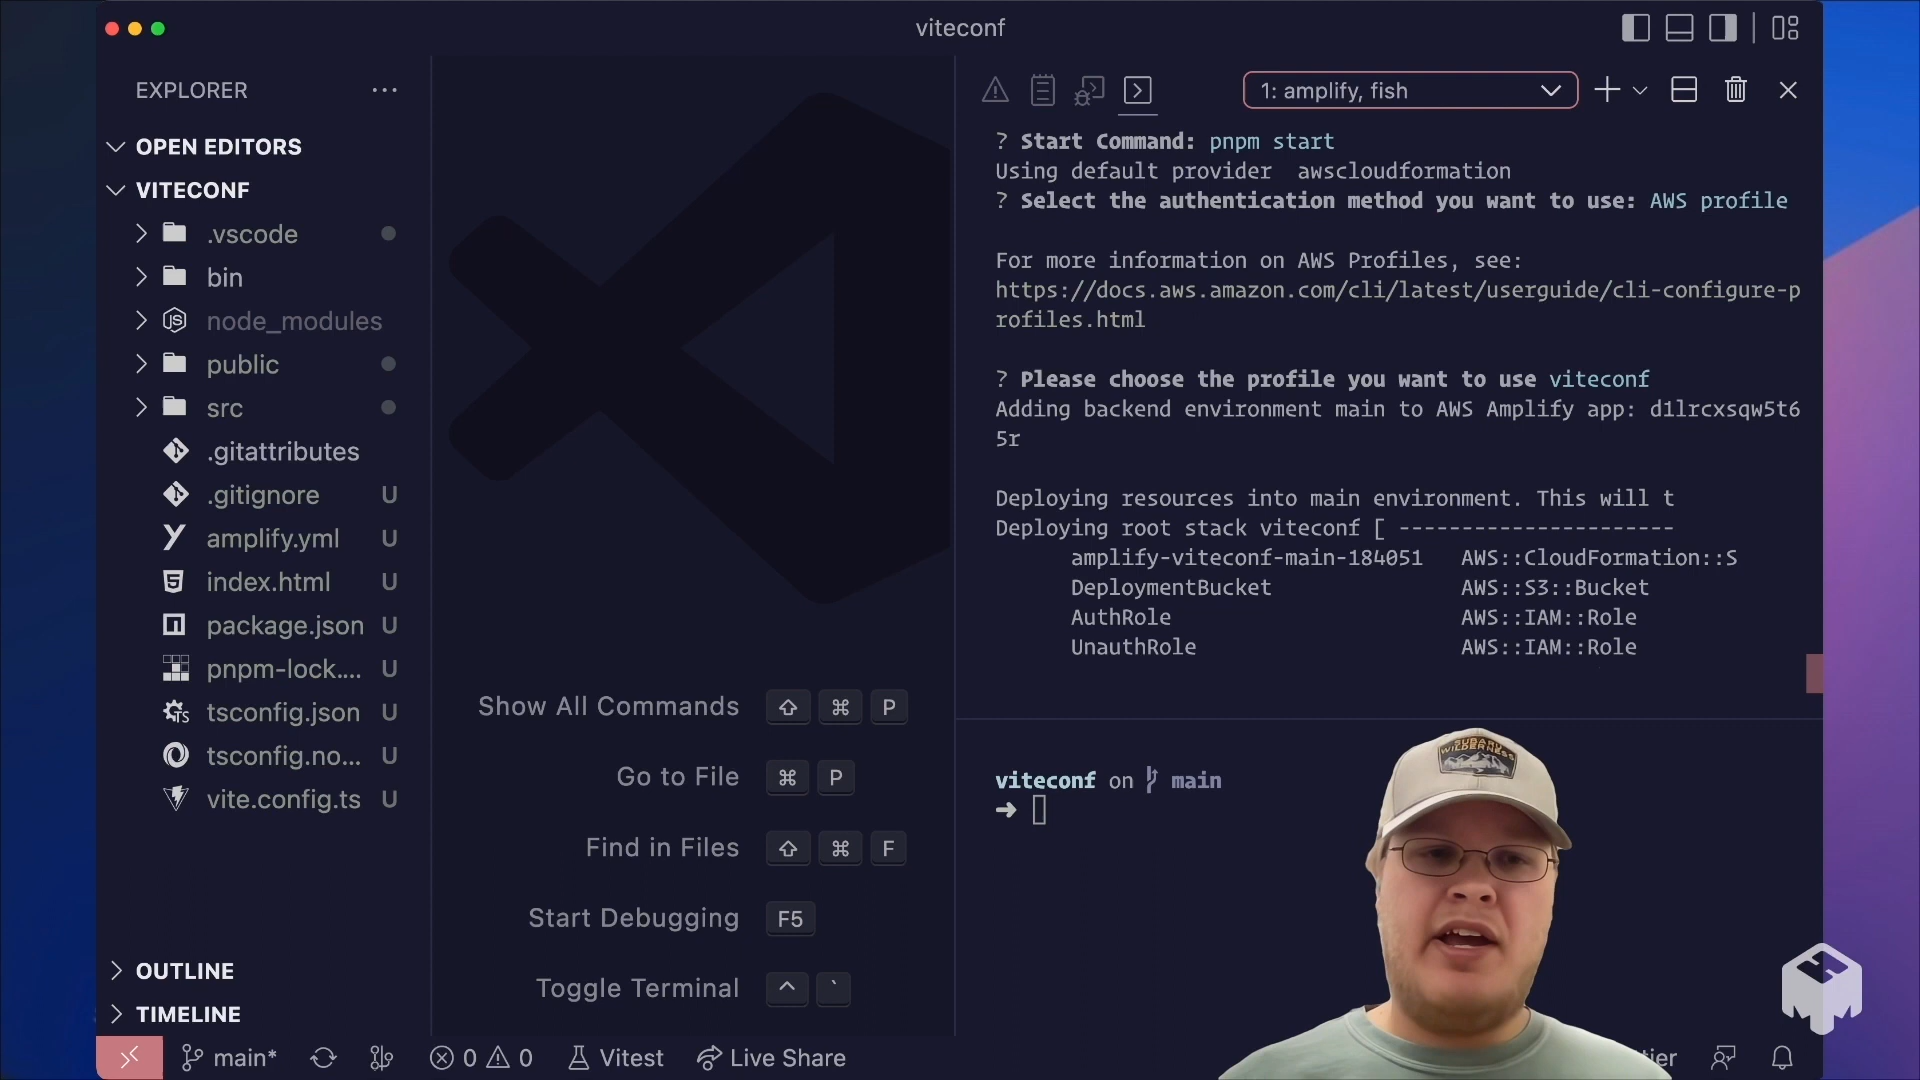 viteconf
EXPLORER
OPEN EDITORS
VITECONF
.vscode
bin
node_modules
public
src
.gitattributes
.gitignore U
amplify.yml U
index.html U
package.json U
pnpm-lock.... U
tsconfig.json U
tsconfig.no... U
vite.config.ts U
OUTLINE
TIMELINE
Show All Commands ⇧ ⌘ P
Go to File ⌘ P
Find in Files ⇧ ⌘ F
Start Debugging F5
Toggle Terminal ^ `
1: amplify, fish
? Start Command: pnpm start
Using default provider  awscloudformation
? Select the authentication method you want to use: AWS profile
For more information on AWS Profiles, see:
https://docs.aws.amazon.com/cli/latest/userguide/cli-configure-p
rofiles.html
? Please choose the profile you want to use viteconf
Adding backend environment main to AWS Amplify app: d1lrcxsqw5t6
5r
Deploying resources into main environment. This will t
Deploying root stack viteconf [ ----------------------
amplify-viteconf-main-184051 AWS::CloudFormation::S
DeploymentBucket AWS::S3::Bucket
AuthRole AWS::IAM::Role
UnauthRole AWS::IAM::Role
viteconf on main
➜
SUBARU
WILDERNESS
main* 0 0 Vitest Live Share